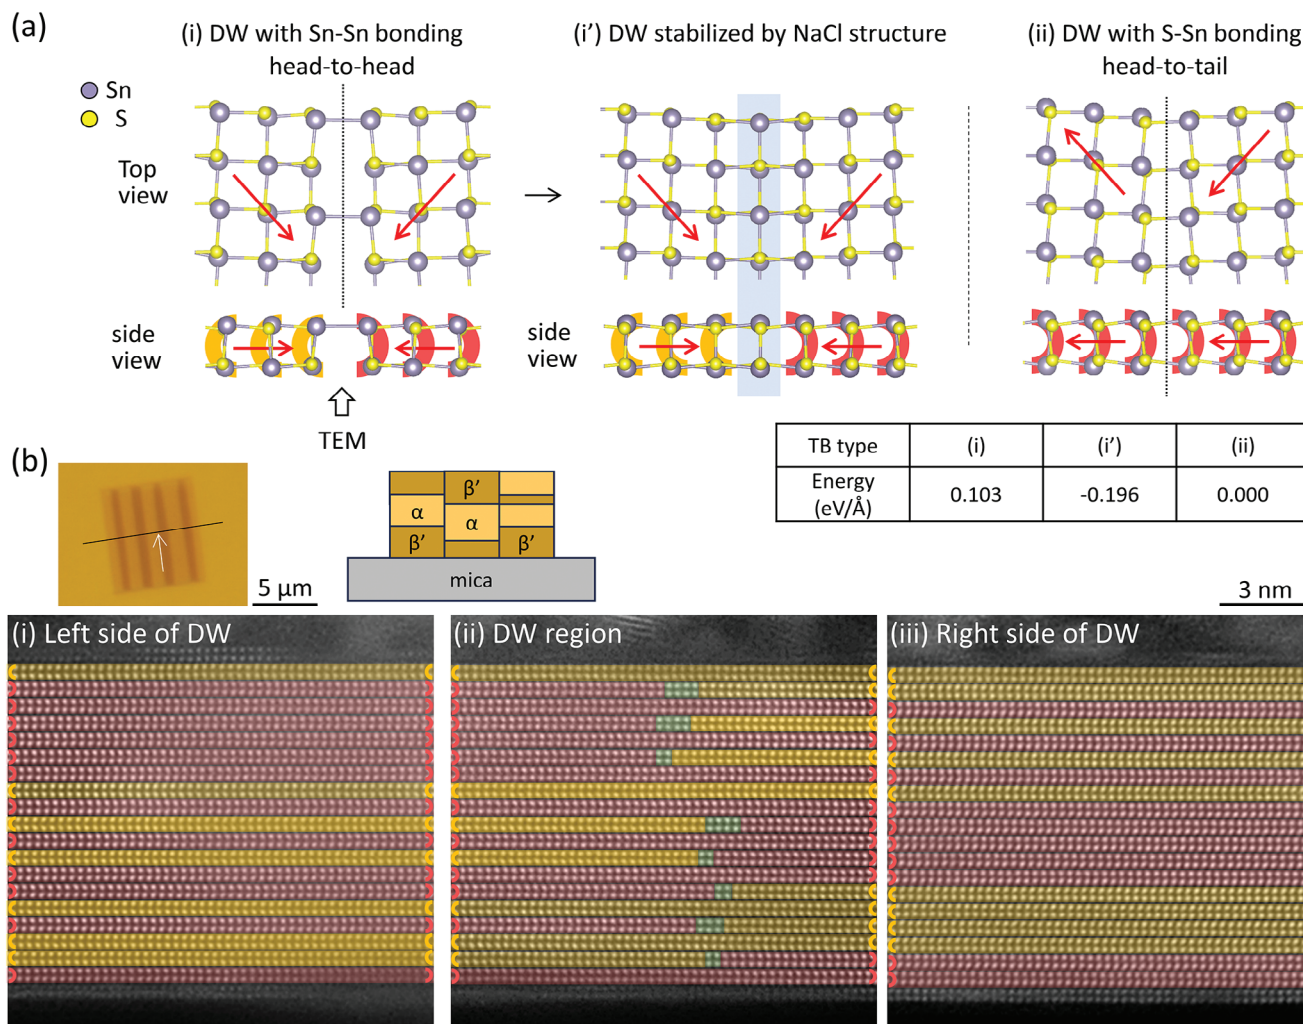 (a)
(i) DW with Sn-Sn bonding
head-to-head
(i’) DW stabilized by NaCl structure
(ii) DW with S-Sn bonding
head-to-tail
Sn
S
Top
view
side
view
side
view
TEM
TB type (i) (i’) (ii)
Energy
(eV/Å) 0.103 -0.196 0.000
(b)
5 µm
β’
α
α
β’
β’
mica
3 nm
(i) Left side of DW
(ii) DW region
(iii) Right side of DW